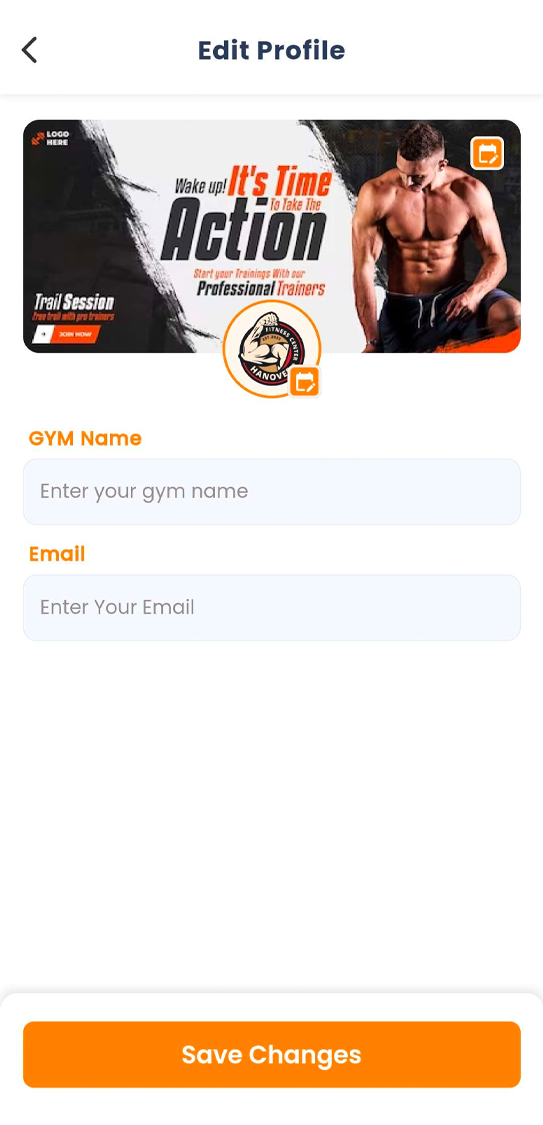 Edit Profile
LOGO
HERE
Wake up! It's Time
To Take The
Action
Start your Trainings With our
Professional Trainers
Trail Session
Free trail with pro trainers
JOIN NOW
FITNESS CENTER
HANOVE
GYM Name
Enter your gym name
Email
Enter Your Email
Save Changes